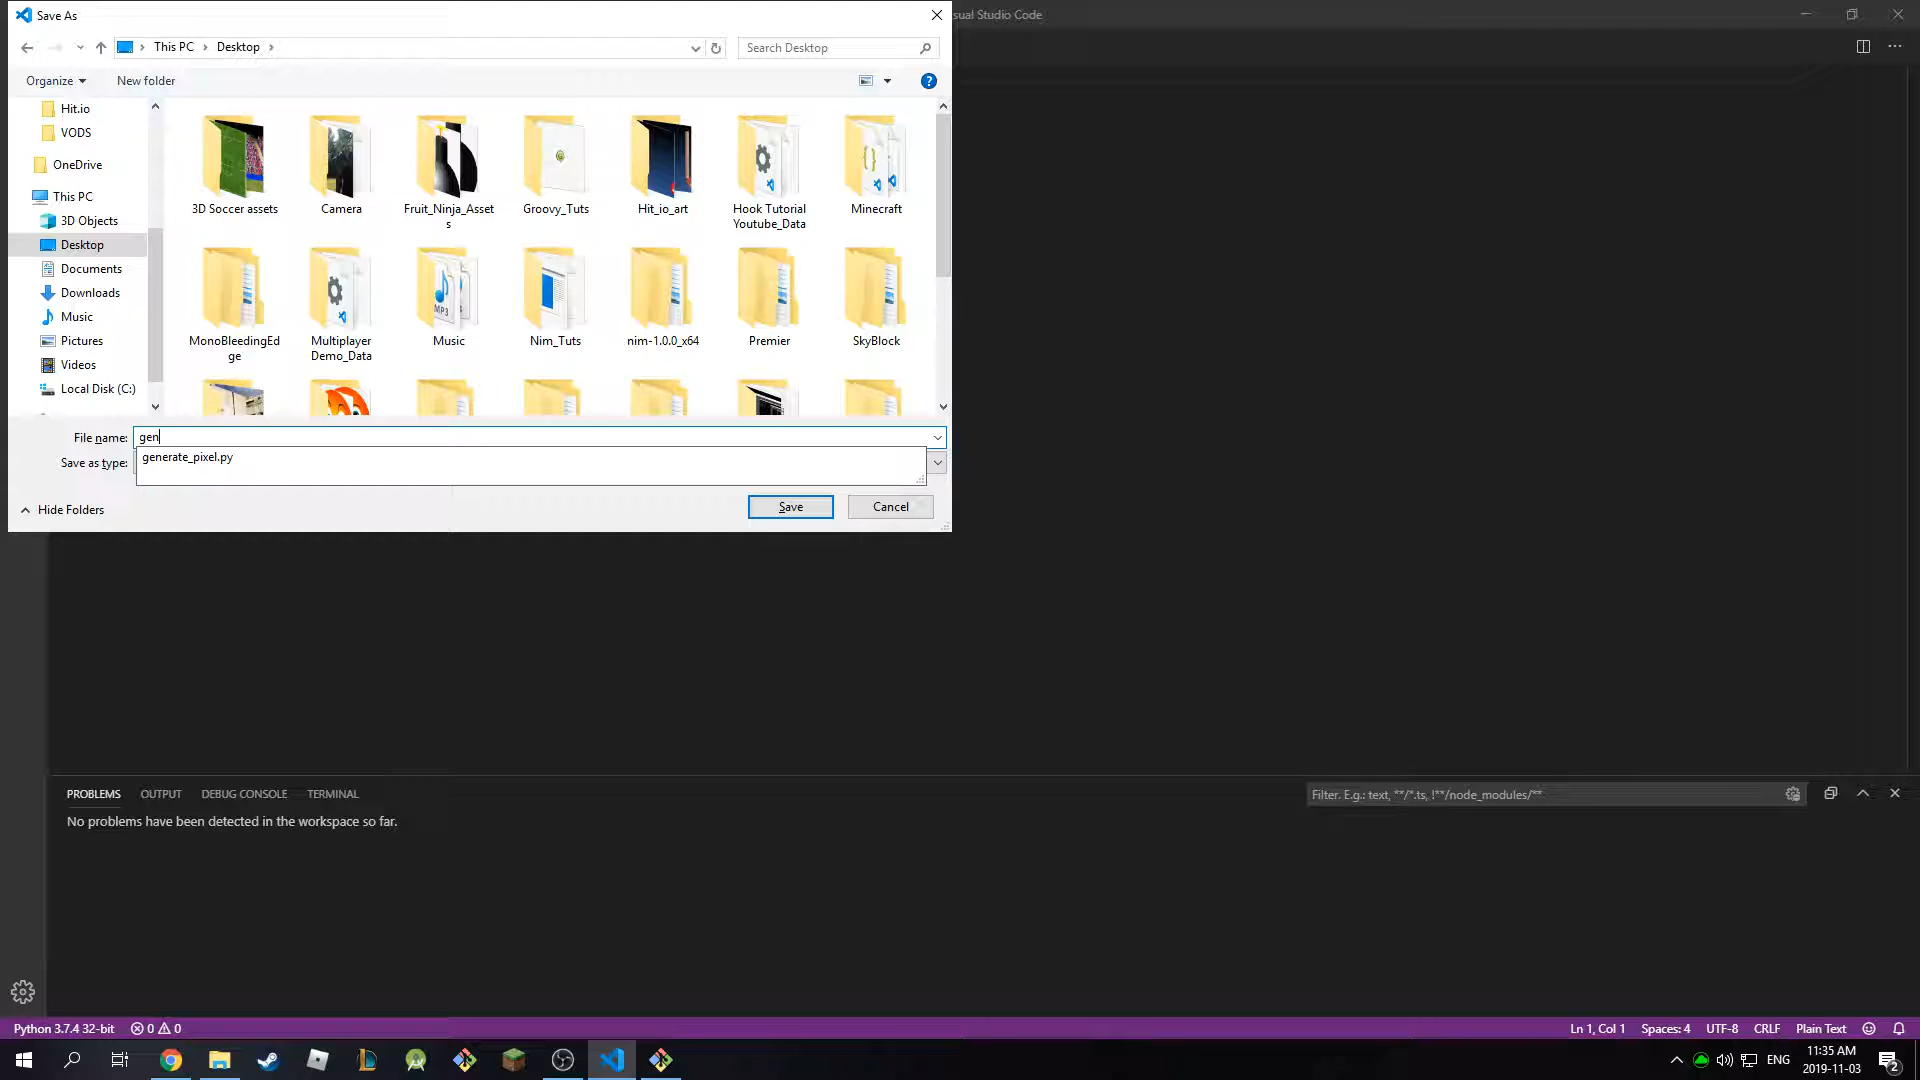 Save As
sual Studio Code
This PC
Desktop
Search Desktop
Organize
New folder
Hit.io
VODS
OneDrive
This PC
3D Objects
Desktop
Documents
Downloads
Music
Pictures
Videos
Local Disk (C:)
3D Soccer assets
Camera
Fruit_Ninja_Asset
s
Groovy_Tuts
Hit_io_art
Hook Tutorial
Youtube_Data
Minecraft
MonoBleedingEd
ge
Multiplayer
Demo_Data
MP3
Music
Nim_Tuts
nim-1.0.0_x64
Premier
SkyBlock
File name: gen
generate_pixel.py
Save as type:
Hide Folders
Save
Cancel
PROBLEMS OUTPUT DEBUG CONSOLE TERMINAL
Filter. E.g.: text, **/*.ts, !**/node_modules/**
No problems have been detected in the workspace so far.
Python 3.7.4 32-bit 0 0
Ln 1, Col 1 Spaces: 4 UTF-8 CRLF Plain Text
ENG
11:35 AM
2019-11-03
2